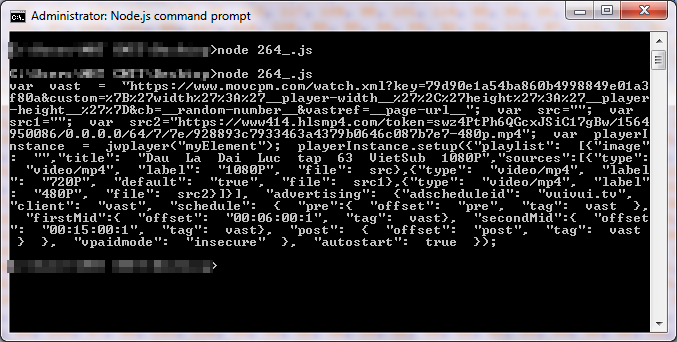 Administrator: Node.js command prompt
>node 264_.js
>node 264_.js
var vast = "https://www.movcpm.com/watch.xml?key=79d90e1a54ba860b4998849e01a3
f80a&custom=%7B%27width%27%3A%27__player-width__%27%2C%27height%27%3A%27__player
-height__%27%7D&cb=__random-number__&vastref=__page-url__"; var src=""; var
src1=""; var src2="https://www414.hlsmp4.com/token=wz4PtPh6QGcxJSiC17gBw/1564
950086/0.0.0.0/64/7/7e/928893c7933463a4379b0646c087b7e7-480p.mp4"; var playerI
nstance = jwplayer("myElement"); playerInstance.setup({"playlist": [{"image"
: "","title": "Dau La Dai Luc tap 63 VietSub 1080P","sources":[{"type"
: "video/mp4", "label": "1080P", "file": src},{"type": "video/mp4", "label"
: "720P", "default": "true", "file": src1},{"type": "video/mp4", "label"
: "480P", "file": src2}]}], "advertising": {"adscheduleid": "vuivui.tv",
"client": "vast", "schedule": { "pre":{ "offset": "pre", "tag": vast },
"firstMid":{ "offset": "00:06:00:1", "tag": vast}, "secondMid":{ "offset"
: "00:15:00:1", "tag": vast}, "post": { "offset": "post", "tag": vast
} }, "vpaidmode": "insecure" }, "autostart": true });
>